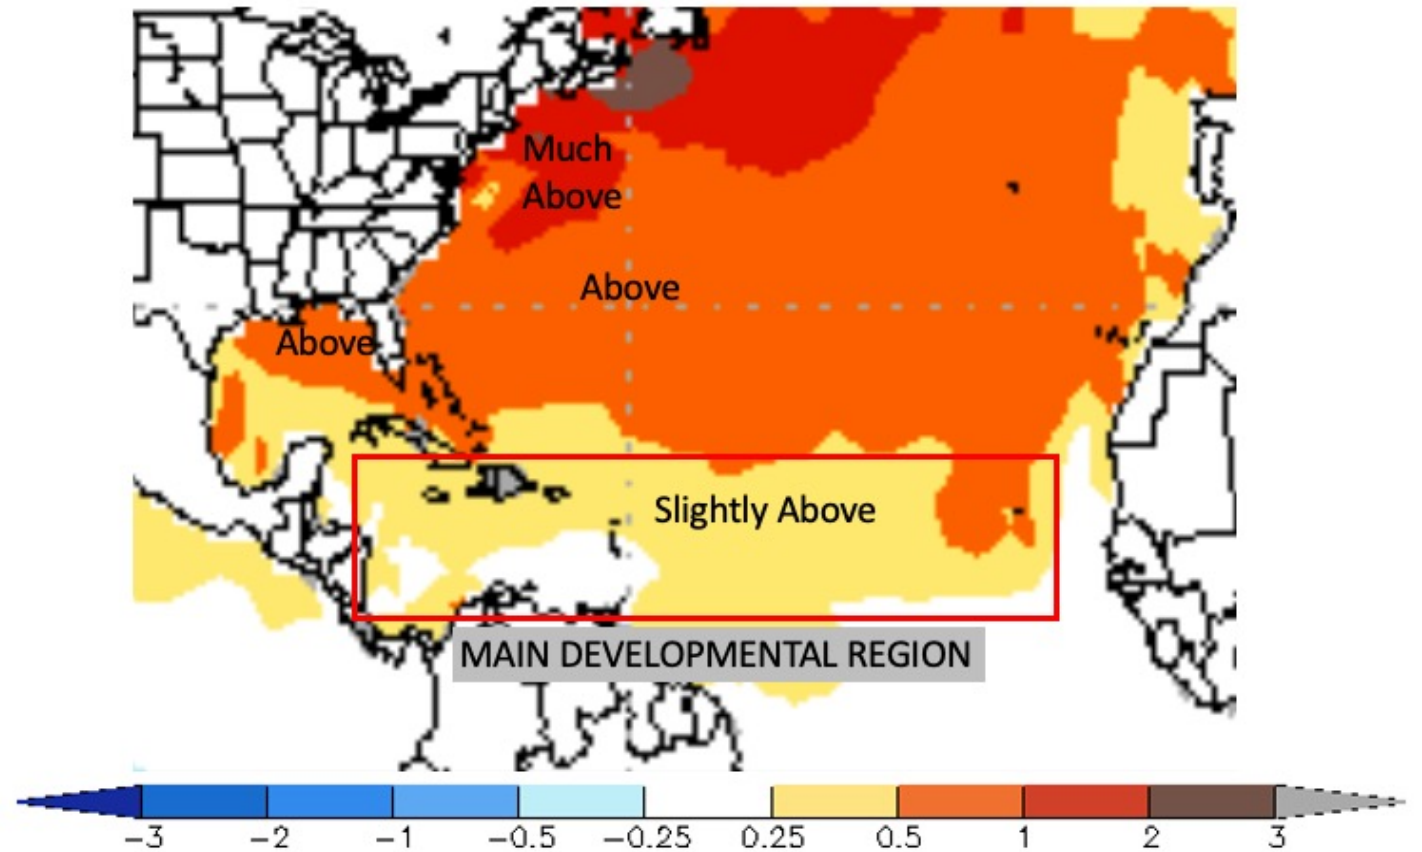 Much
Above
Above
Above
Slightly Above
MAIN DEVELOPMENTAL REGION
-3 -2 -1 -0.5 -0.25 0.25 0.5 1 2 3